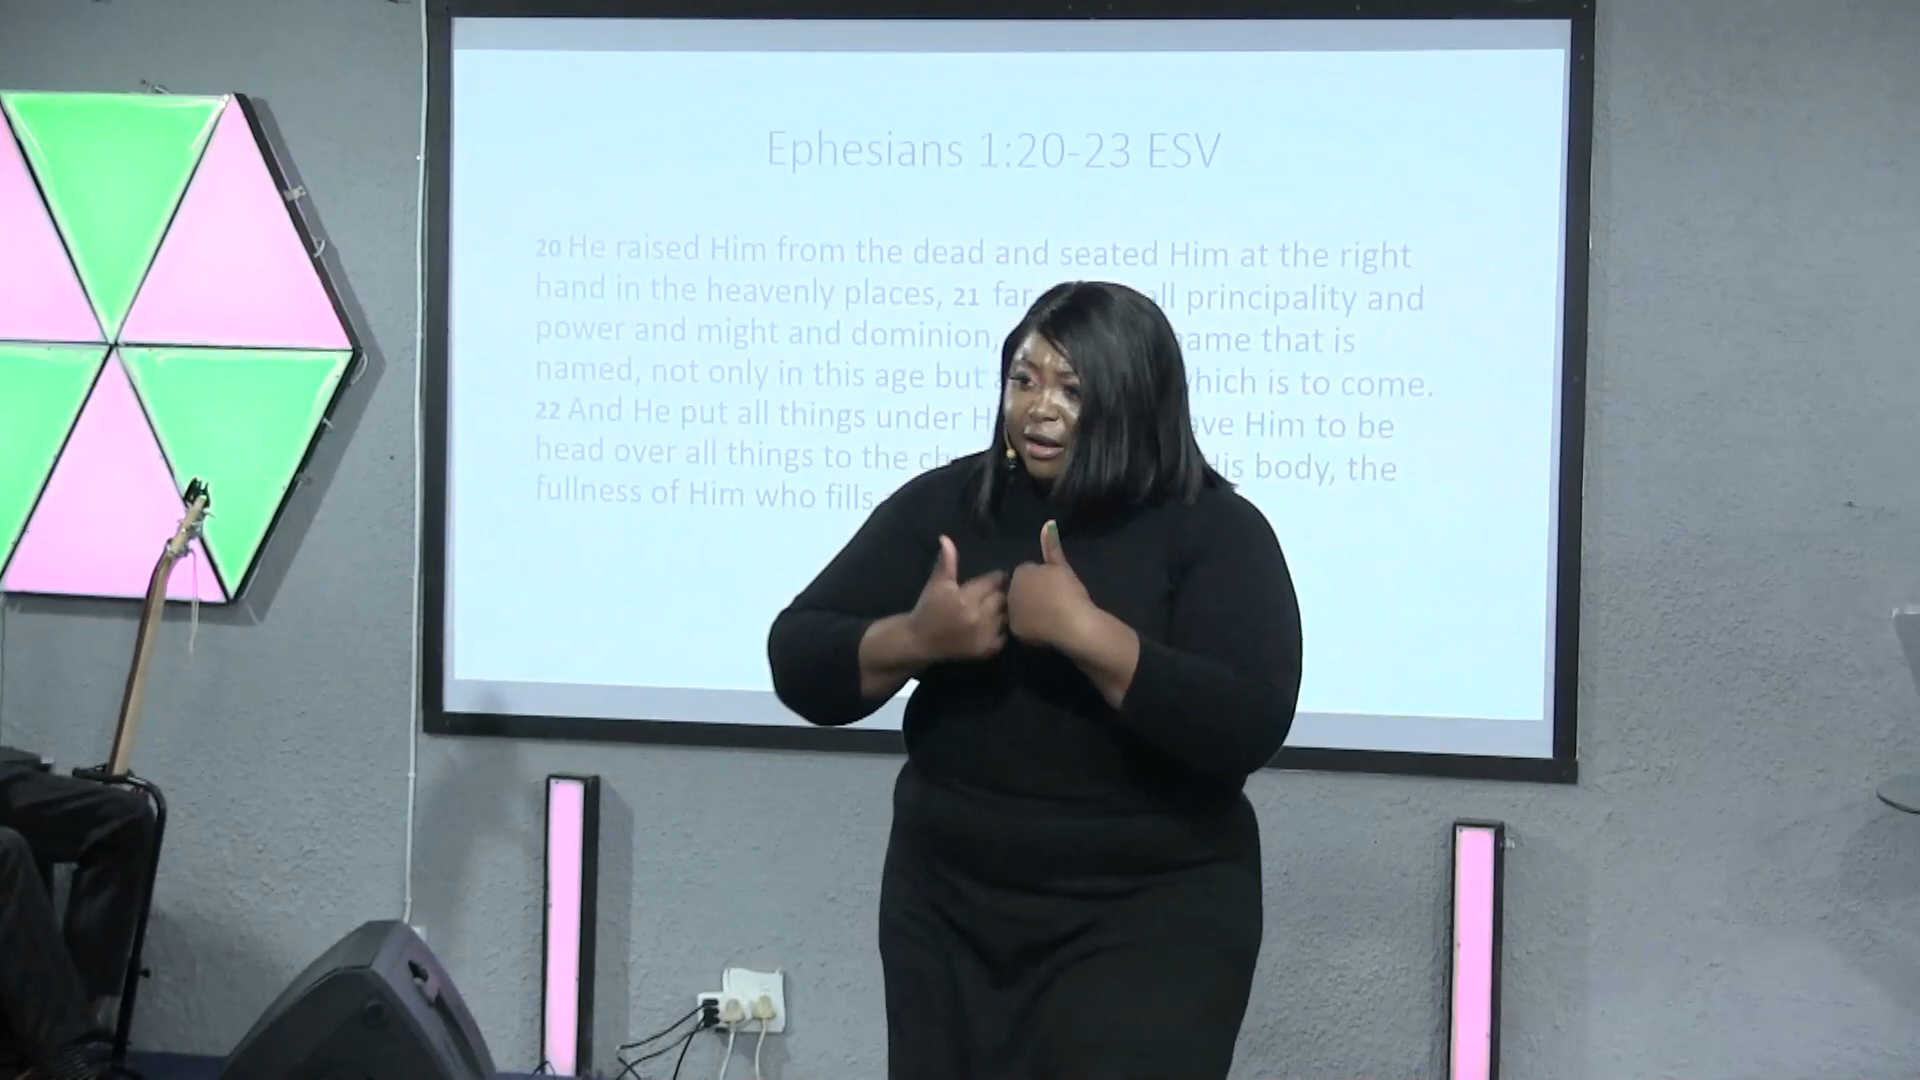 Ephesians 1:20-23 ESV
20 He raised Him from the dead and seated Him at the right
hand in the heavenly places, 21 far all principality and
power and might and dominion, name that is
named, not only in this age but which is to come.
22 And He put all things under Him to be
head over all things to the His body, the
fullness of Him who fills